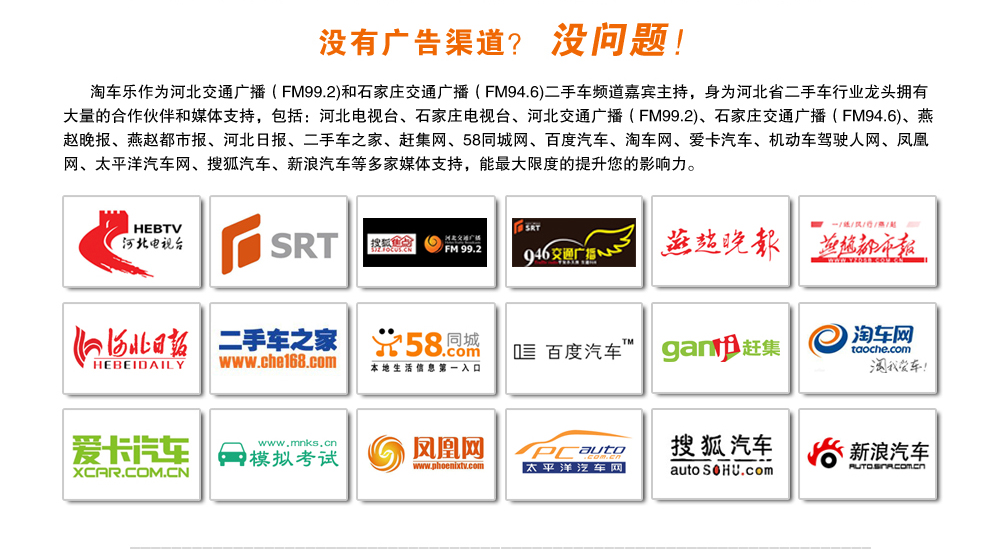 没有广告渠道? 没问题!
淘车乐作为河北交通广播(FM99.2)和石家庄交通广播(FM94.6)二手车频道嘉宾主持,身为河北省二手车行业龙头拥有
大量的合作伙伴和媒体支持,包括:河北电视台、石家庄电视台、河北交通广播(FM99.2)、石家庄交通广播(FM94.6)、燕
赵晚报、燕赵都市报、河北日报、二手车之家、赶集网、58同城网、百度汽车、淘车网、爱卡汽车、机动车驾驶人网、凤凰
网、太平洋汽车网、搜狐汽车、新浪汽车等多家媒体支持,能最大限度的提升您的影响力。
HEBTV
河北电视台
SRT
搜狐焦点
SJZ.FOCUS.CN
河北交通广播
FM 99.2
SRT
946交通广播
燕赵晚報
燕趙都市報
WWW.YZDSB.COM.CN
河北日報
HEBEIDAILY
二手车之家
www.che168.com
58同城
.com
本地生活信息第一入口
百度汽车™
ganji赶集
淘车网
taoche.com
淘我爱车!
爱卡汽车
XCAR.COM.CN
www.mnks.cn
模拟考试
凤凰网
www.phoenixtv.com
PCauto
.com.cn
太平洋汽车网
搜狐汽车
auto.SOHU.com
新浪汽车
AUTO.SINA.COM.CN